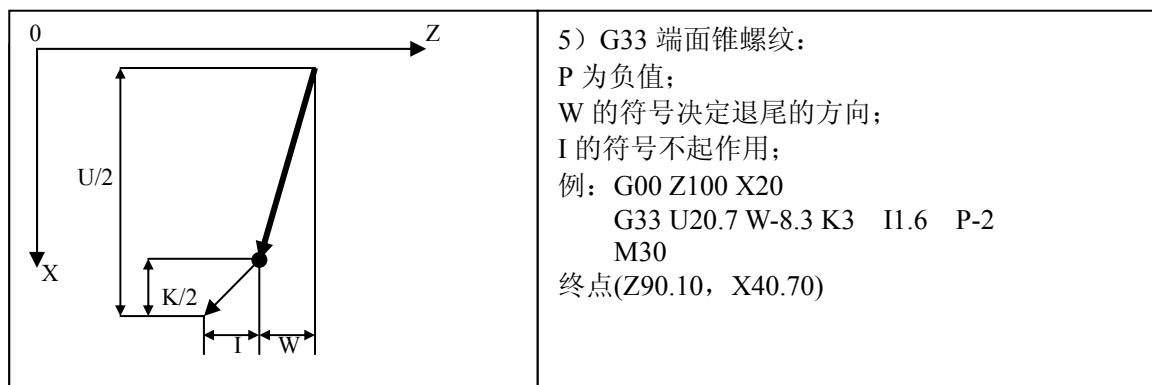 0
Z
U/2
X
K/2
I
W
5）G33 端面锥螺纹：
P 为负值；
W 的符号决定退尾的方向；
I 的符号不起作用；
例：G00 Z100 X20
G33 U20.7 W-8.3 K3 I1.6 P-2
M30
终点(Z90.10，X40.70)